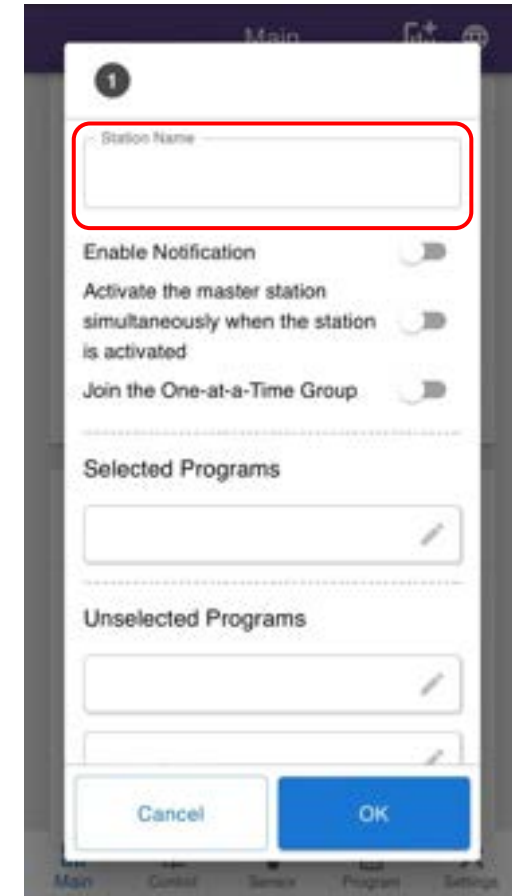 Main
1
Station Name
Enable Notification
Activate the master station
simultaneously when the station
is activated
Join the One-at-a-Time Group
Selected Programs
Unselected Programs
Cancel
OK
Main
Control
Sensor
Program
Settings